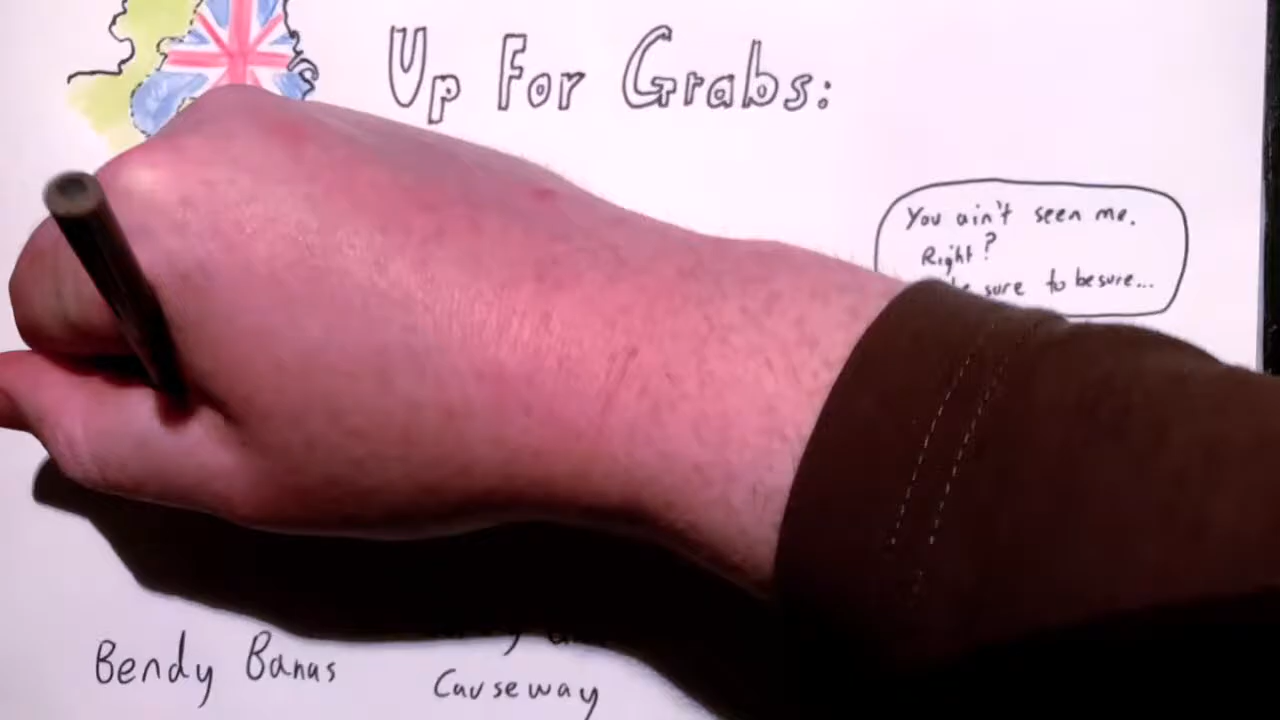 Up For Grabs:
You ain't seen me.
Right?
sure to be sure...
Bendy Banas
Causeway